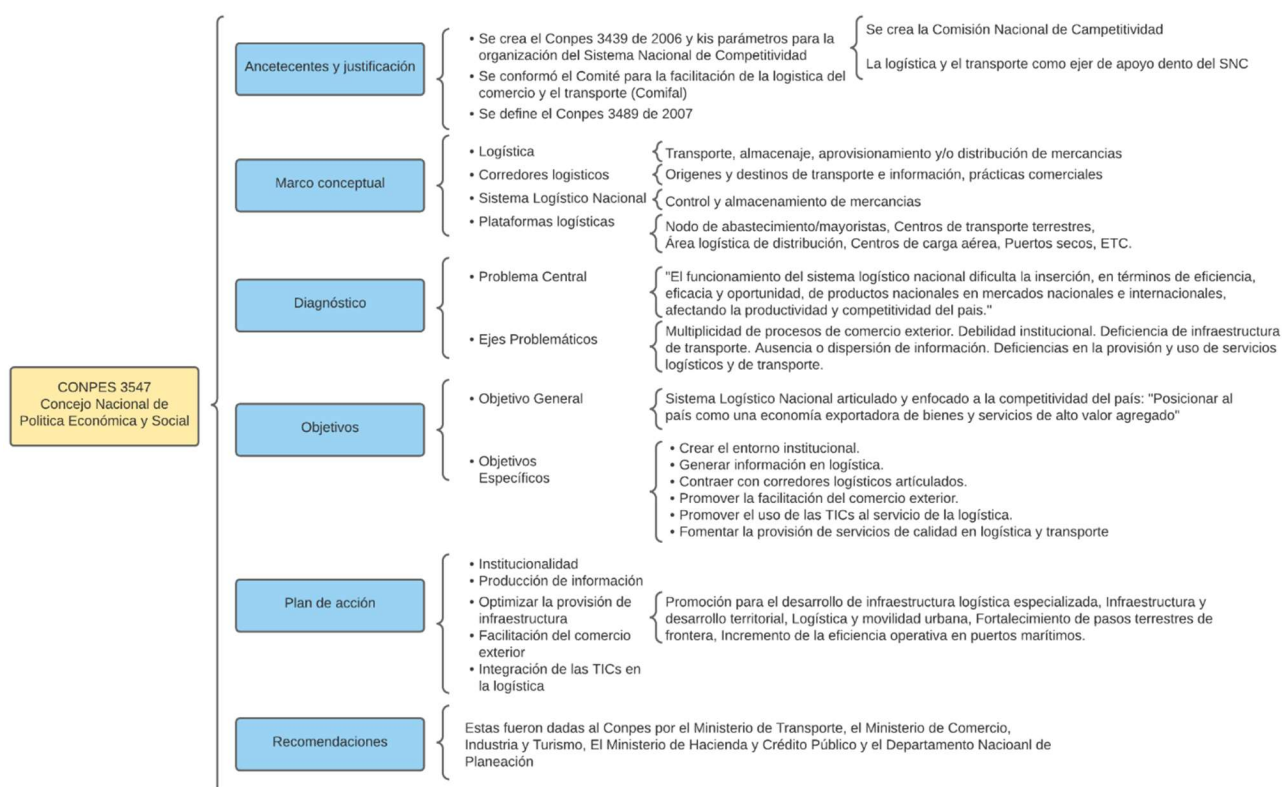 CONPES 3547
Concejo Nacional de
Politica Económica y Social
Ancetecentes y justificación
• Se crea el Conpes 3439 de 2006 y kis parámetros para la
organización del Sistema Nacional de Competitividad
Se crea la Comisión Nacional de Campetitividad
La logística y el transporte como ejer de apoyo dento del SNC
• Se conformó el Comité para la facilitación de la logistica del
comercio y el transporte (Comifal)
• Se define el Conpes 3489 de 2007
Marco conceptual
• Logística
Transporte, almacenaje, aprovisionamiento y/o distribución de mercancias
• Corredores logisticos
Origenes y destinos de transporte e información, prácticas comerciales
• Sistema Logístico Nacional
Control y almacenamiento de mercancias
• Plataformas logísticas
Nodo de abastecimiento/mayoristas, Centros de transporte terrestres,
Área logística de distribución, Centros de carga aérea, Puertos secos, ETC.
Diagnóstico
• Problema Central
"El funcionamiento del sistema logístico nacional dificulta la inserción, en términos de eficiencia,
eficacia y oportunidad, de productos nacionales en mercados nacionales e internacionales,
afectando la productividad y competitividad del pais."
• Ejes Problemáticos
Multiplicidad de procesos de comercio exterior. Debilidad institucional. Deficiencia de infraestructura
de transporte. Ausencia o dispersión de información. Deficiencias en la provisión y uso de servicios
logísticos y de transporte.
Objetivos
• Objetivo General
Sistema Logístico Nacional articulado y enfocado a la competitividad del país: "Posicionar al
país como una economía exportadora de bienes y servicios de alto valor agregado"
• Objetivos
Específicos
• Crear el entorno institucional.
• Generar información en logística.
• Contraer con corredores logísticos artículados.
• Promover la facilitación del comercio exterior.
• Promover el uso de las TICs al servicio de la logística.
• Fomentar la provisión de servicios de calidad en logística y transporte
Plan de acción
• Institucionalidad
• Producción de información
• Optimizar la provisión de
infraestructura
Promoción para el desarrollo de infraestructura logística especializada, Infraestructura y
desarrollo territorial, Logística y movilidad urbana, Fortalecimiento de pasos terrestres de
frontera, Incremento de la eficiencia operativa en puertos marítimos.
• Facilitación del comercio
exterior
• Integración de las TICs en
la logística
Recomendaciones
Estas fueron dadas al Conpes por el Ministerio de Transporte, el Ministerio de Comercio,
Industria y Turismo, El Ministerio de Hacienda y Crédito Público y el Departamento Nacioanl de
Planeación